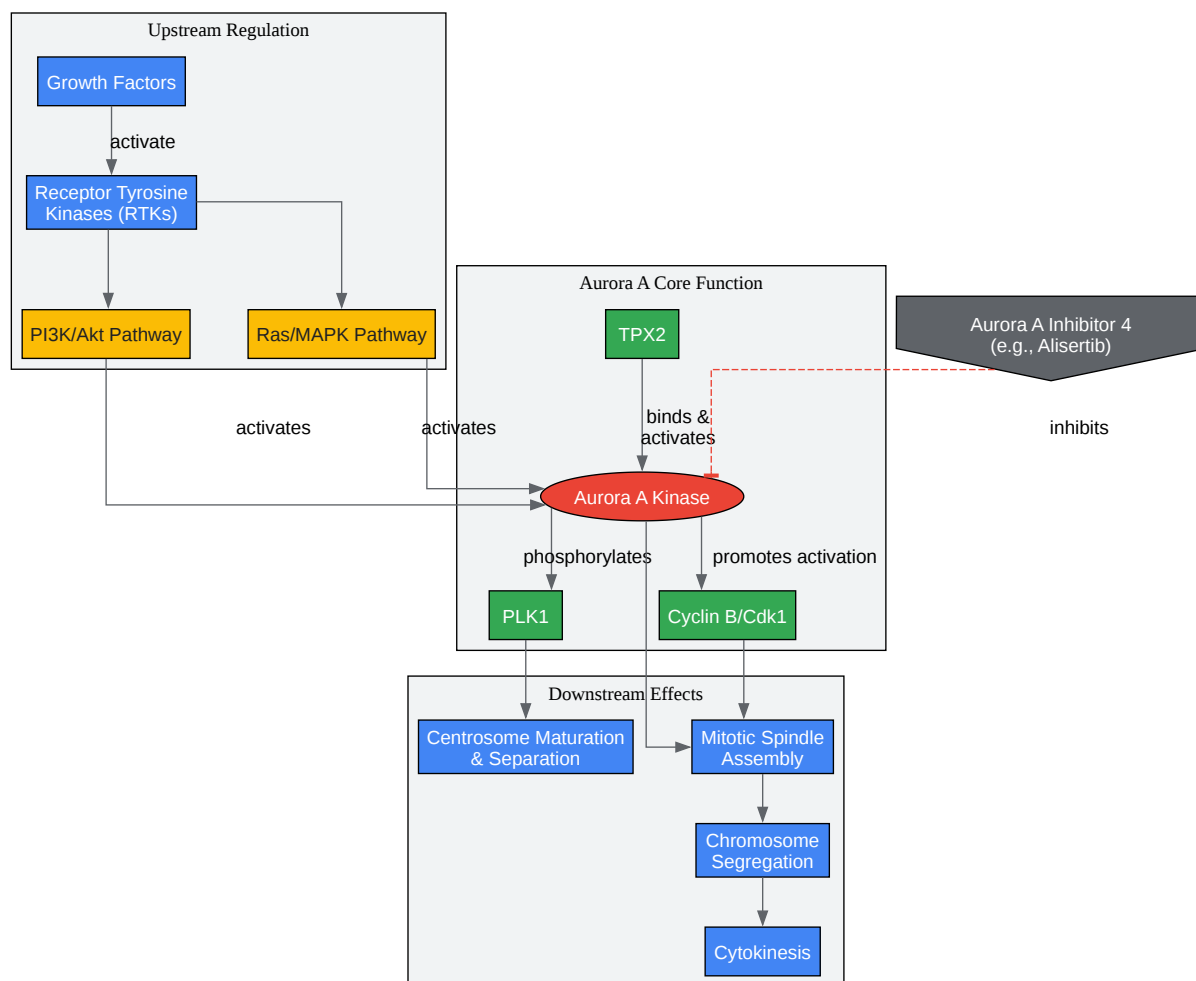 Upstream Regulation
Growth Factors
activate
Receptor Tyrosine
Kinases (RTKs)
PI3K/Akt Pathway
Ras/MAPK Pathway
activates
activates
Aurora A Core Function
TPX2
binds &
activates
Aurora A Inhibitor 4
(e.g., Alisertib)
inhibits
Aurora A Kinase
phosphorylates
promotes activation
PLK1
Cyclin B/Cdk1
Downstream Effects
Centrosome Maturation
& Separation
Mitotic Spindle
Assembly
Chromosome
Segregation
Cytokinesis